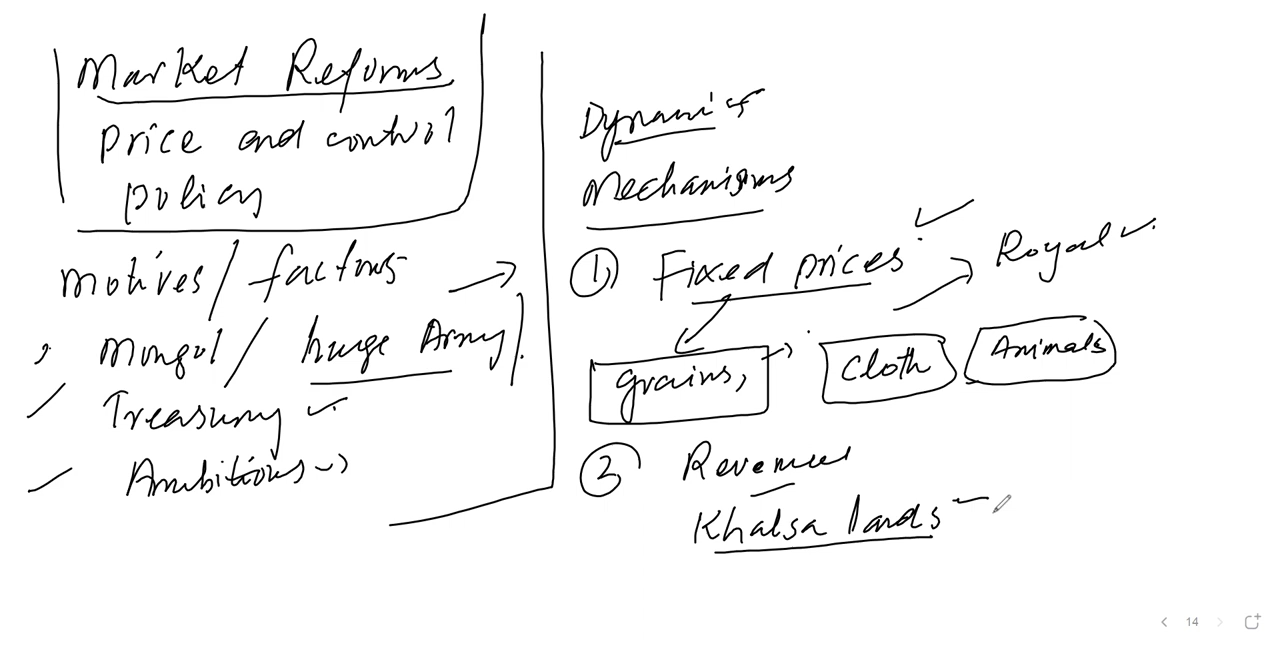 Market Reforms
Price and control
policy
Motives / factors
Mongol / huge Army
Treasury
Ambitions
Dynamic
Mechanisms
1 Fixed prices
Royal
grains, cloth Animals
2 Revenue
Khalsa lands
14